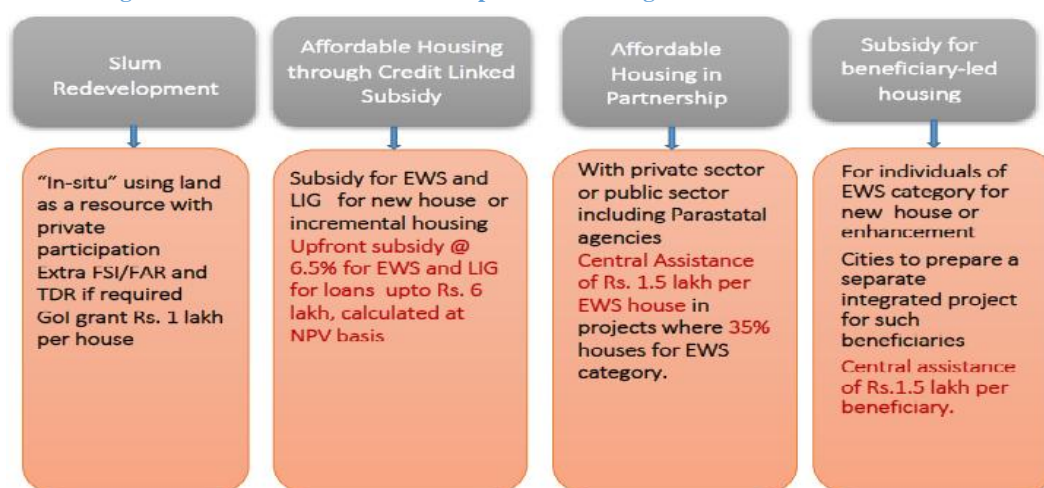 Slum
Redevelopment
Affordable Housing
through Credit Linked
Subsidy
Affordable
Housing in
Partnership
Subsidy for
beneficiary-led
housing
“In-situ” using land
as a resource with
private
participation
Extra FSI/FAR and
TDR if required
GoI grant Rs. 1 lakh
per house
Subsidy for EWS and
LIG for new house or
incremental housing
Upfront subsidy @
6.5% for EWS and LIG
for loans upto Rs. 6
lakh, calculated at
NPV basis
With private sector
or public sector
including Parastatal
agencies
Central Assistance
of Rs. 1.5 lakh per
EWS house in
projects where 35%
houses for EWS
category.
For individuals of
EWS category for
new house or
enhancement
Cities to prepare a
separate
integrated project
for such
beneficiaries
Central assistance
of Rs.1.5 lakh per
beneficiary.